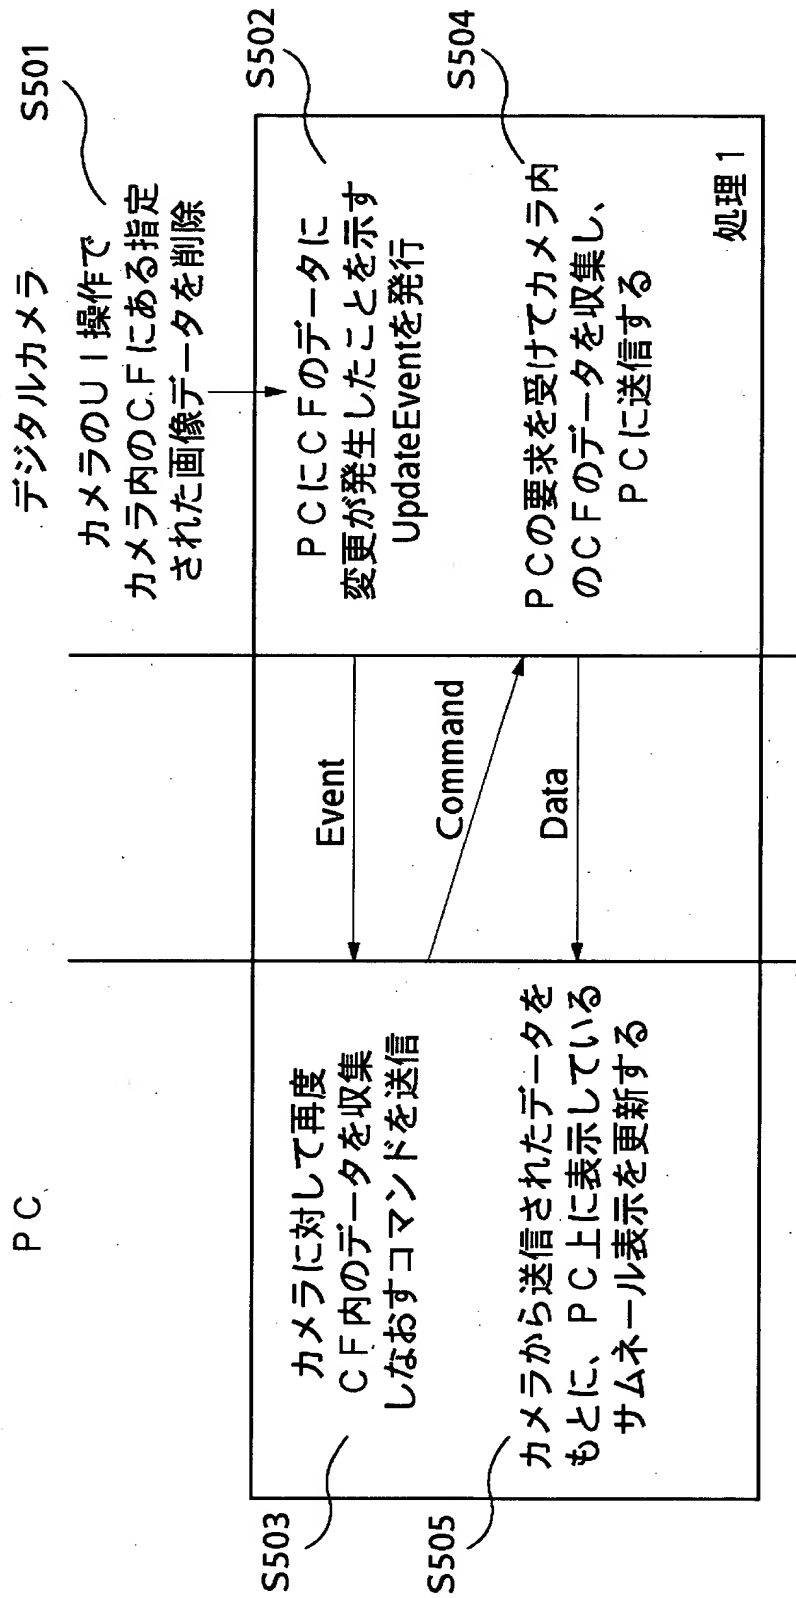 PC
デジタルカメラ
S501
カメラのUI操作で
カメラ内のCFにある指定
された画像データを削除
S502
PCにCFのデータに
変更が発生したことを示す
UpdateEventを発行
Event
S503
カメラに対して再度
CF内のデータを収集
しなおすコマンドを送信
Command
S504
PCの要求を受けてカメラ内
のCFのデータを収集し、
PCに送信する
Data
S505
カメラから送信されたデータを
もとに、PC上に表示している
サムネール表示を更新する
処理1